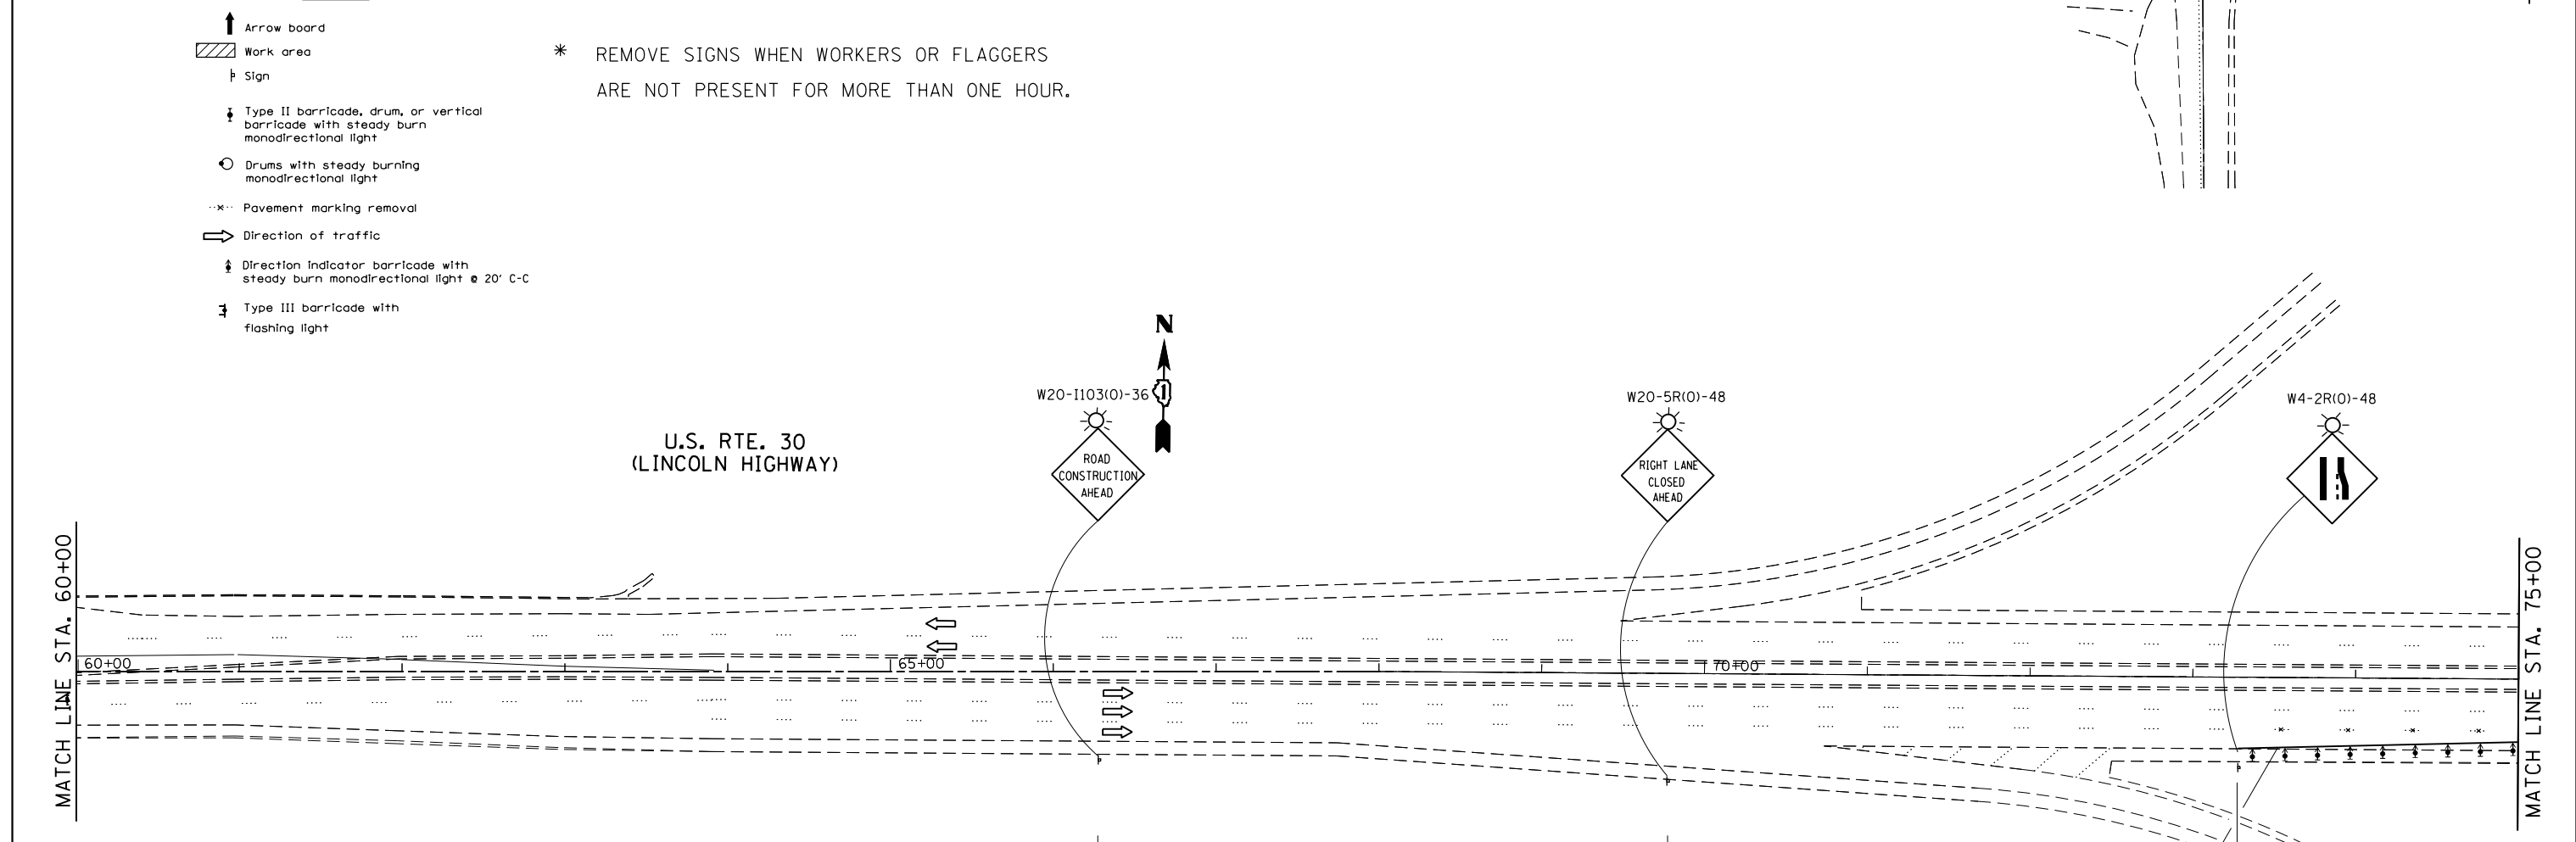 Arrow board
Work area
Sign
Type II barricade, drum, or vertical
barricade with steady burn
monodirectional light
Drums with steady burning
monodirectional light
Pavement marking removal
Direction of traffic
Direction indicator barricade with
steady burn monodirectional light @ 20' C-C
Type III barricade with
flashing light
* REMOVE SIGNS WHEN WORKERS OR FLAGGERS
ARE NOT PRESENT FOR MORE THAN ONE HOUR.
N
U.S. RTE. 30
(LINCOLN HIGHWAY)
W20-I103(O)-36
ROAD
CONSTRUCTION
AHEAD
W20-5R(O)-48
RIGHT LANE
CLOSED
AHEAD
W4-2R(O)-48
MATCH LINE STA. 60+00
60+00
65+00
70+00
MATCH LINE STA. 75+00